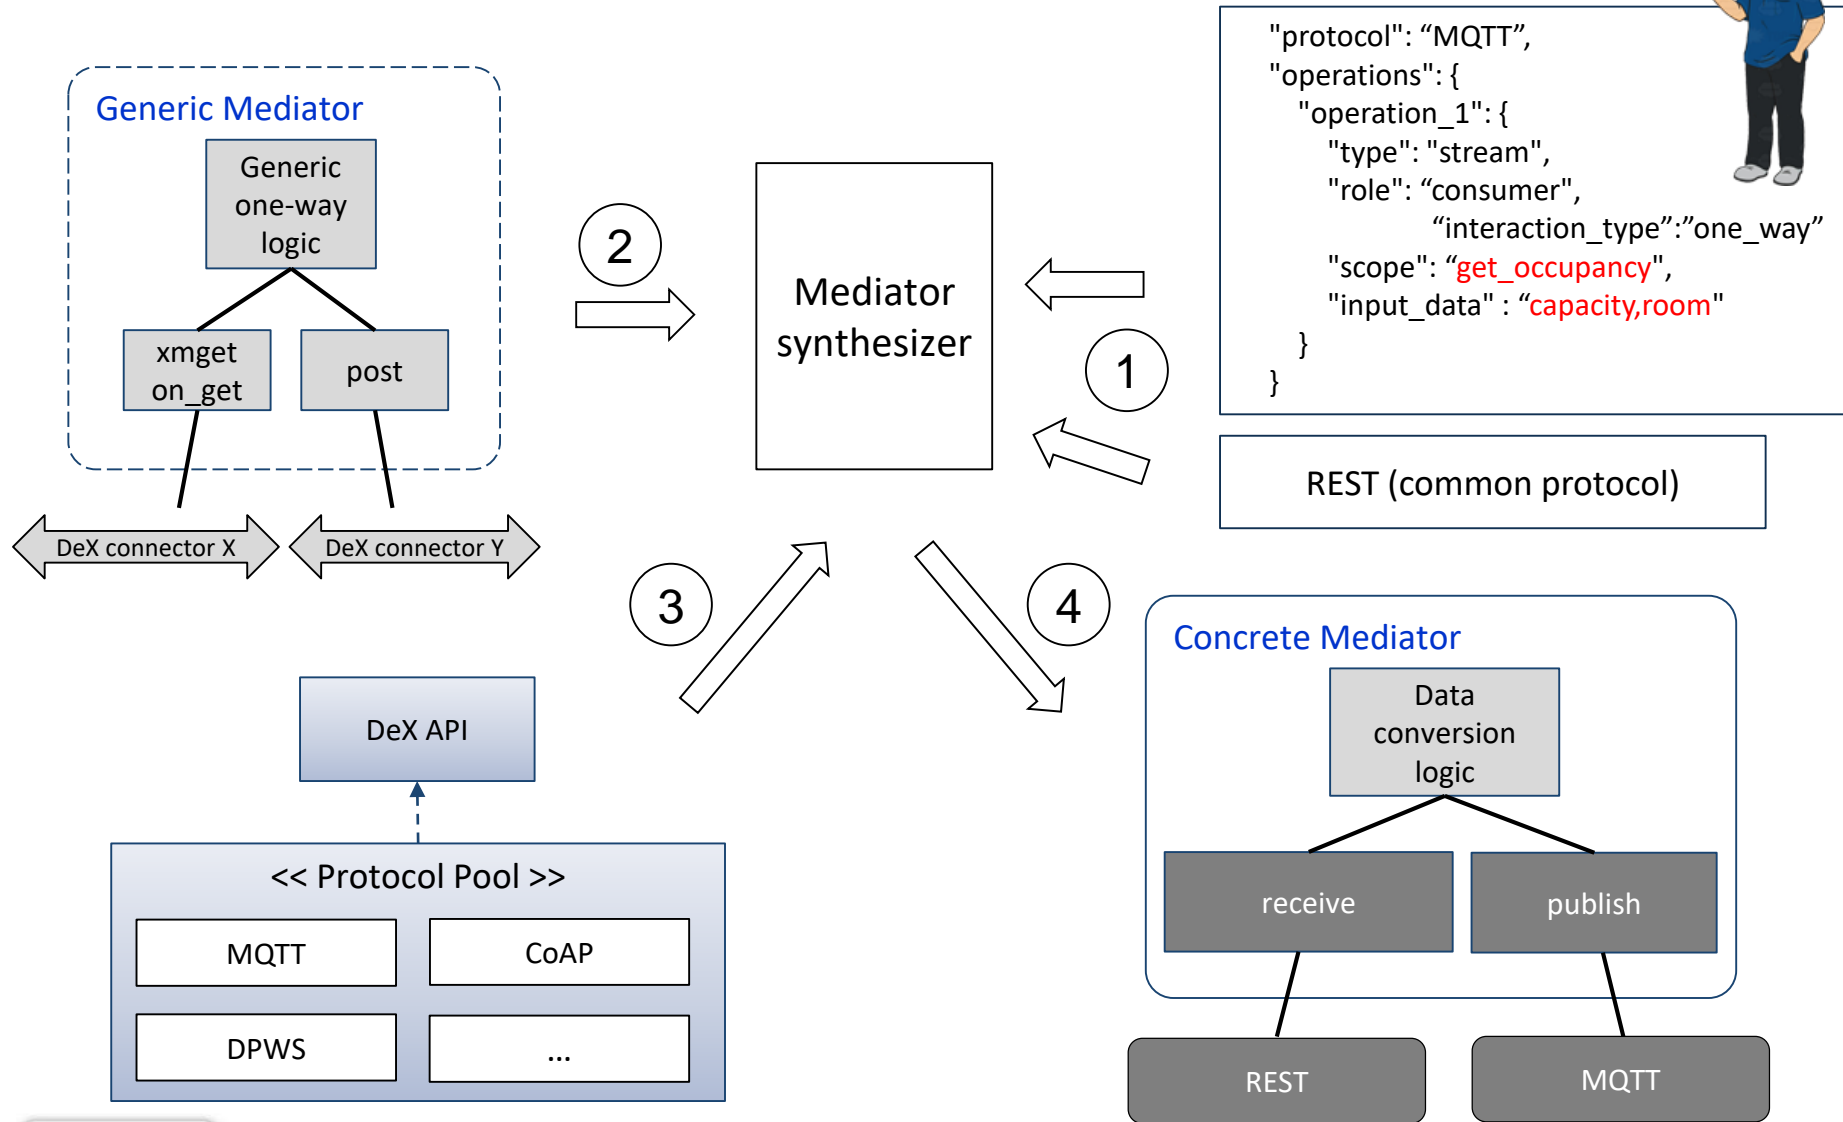 Generic Mediator
Generic
one-way
logic
xmget
on_get
post
DeX connector X
DeX connector Y
2
Mediator
synthesizer
1
"protocol": “MQTT”,
"operations": {
"operation_1": {
"type": "stream",
"role": “consumer",
“interaction_type”:”one_way”
"scope": “get_occupancy",
"input_data" : “capacity,room"
}
}
REST (common protocol)
3
4
DeX API
<< Protocol Pool >>
MQTT
CoAP
DPWS
...
Concrete Mediator
Data
conversion
logic
receive
publish
REST
MQTT